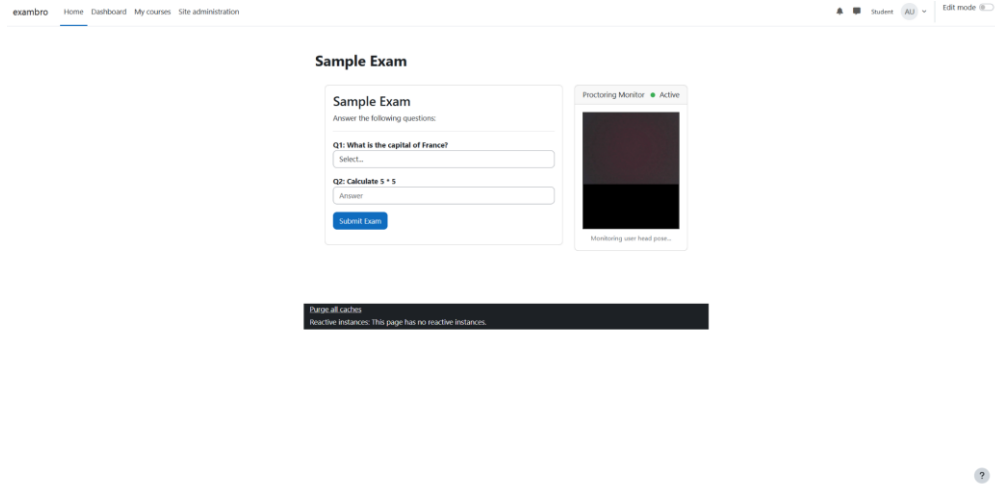 exambro Home Dashboard My courses Site administration Student AU Edit mode
Sample Exam
Sample Exam
Answer the following questions:
Q1: What is the capital of France?
Select...
Q2: Calculate 5 * 5
Answer
Submit Exam
Proctoring Monitor Active
Monitoring user head pose...
Purge all caches
Reactive instances: This page has no reactive instances.
?